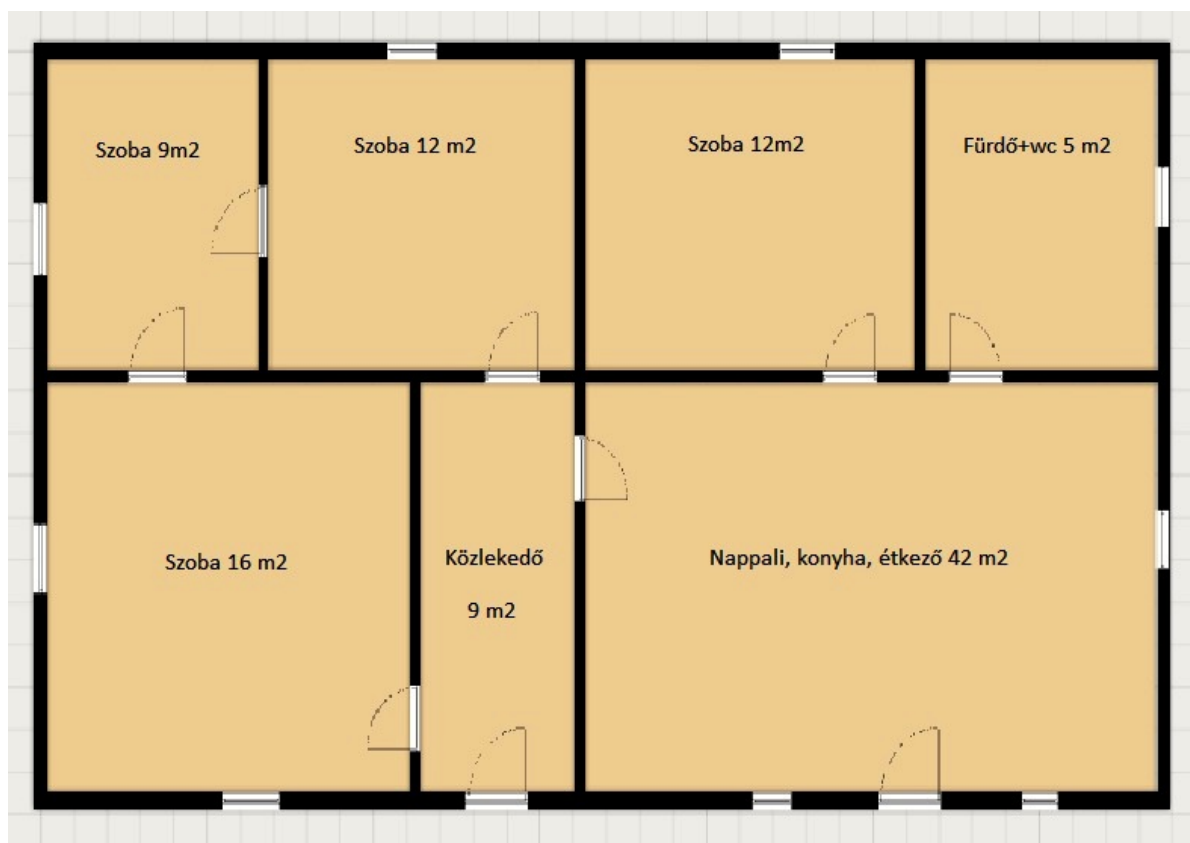 Szoba 9m2
Szoba 12 m2
Szoba 12m2
Fürdő+wc 5 m2
Szoba 16 m2
Közlekedő
9 m2
Nappali, konyha, étkező 42 m2